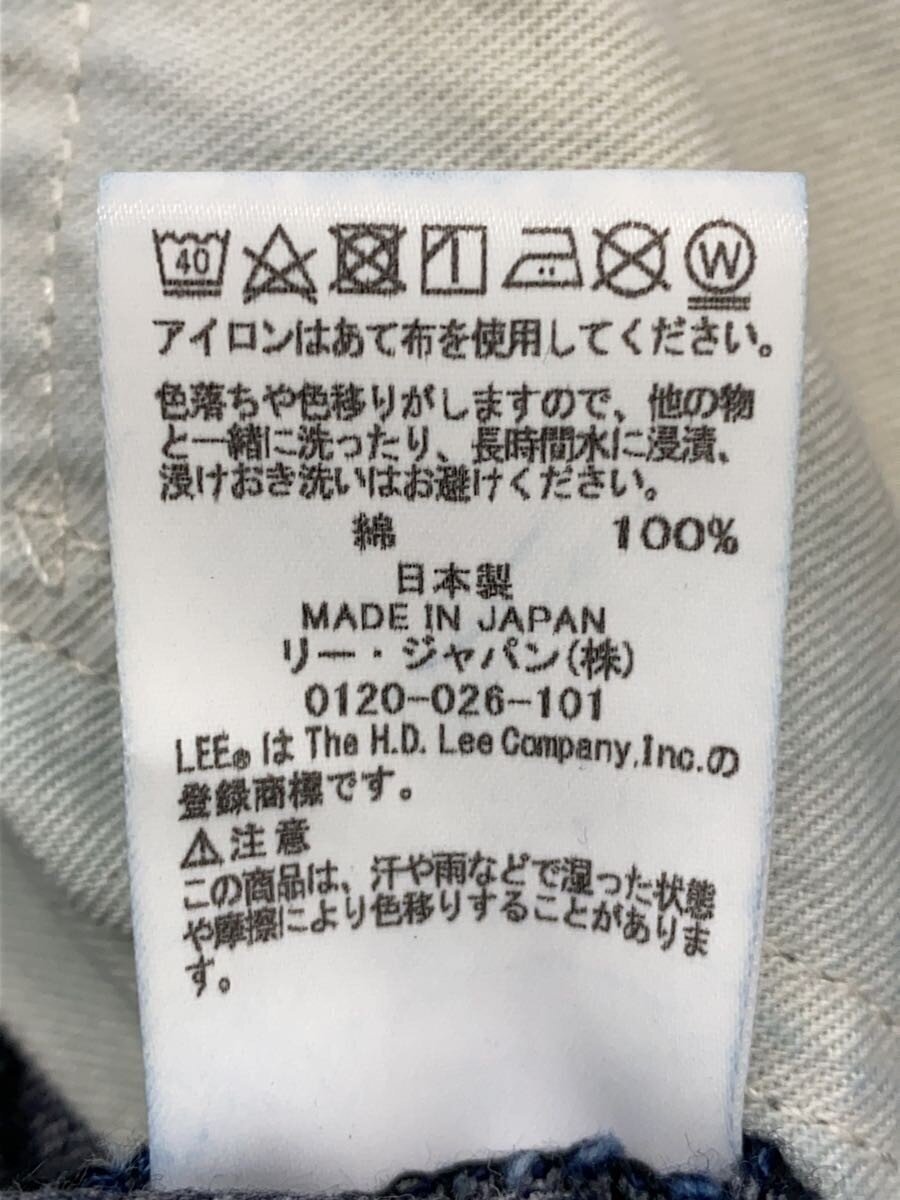 40 W
アイロンはあて布を使用してください。
色落ちや色移りがしますので、他の物
と一緒に洗ったり、長時間水に浸漬、
浸けおき洗いはお避けください。
綿 100%
日本製
MADE IN JAPAN
リー・ジャパン(株)
0120-026-101
LEE®はThe H.D. Lee Company,Inc.の
登録商標です。
⚠注意
この商品は、汗や雨などで湿った状態
や摩擦により色移りすることがありま
す。